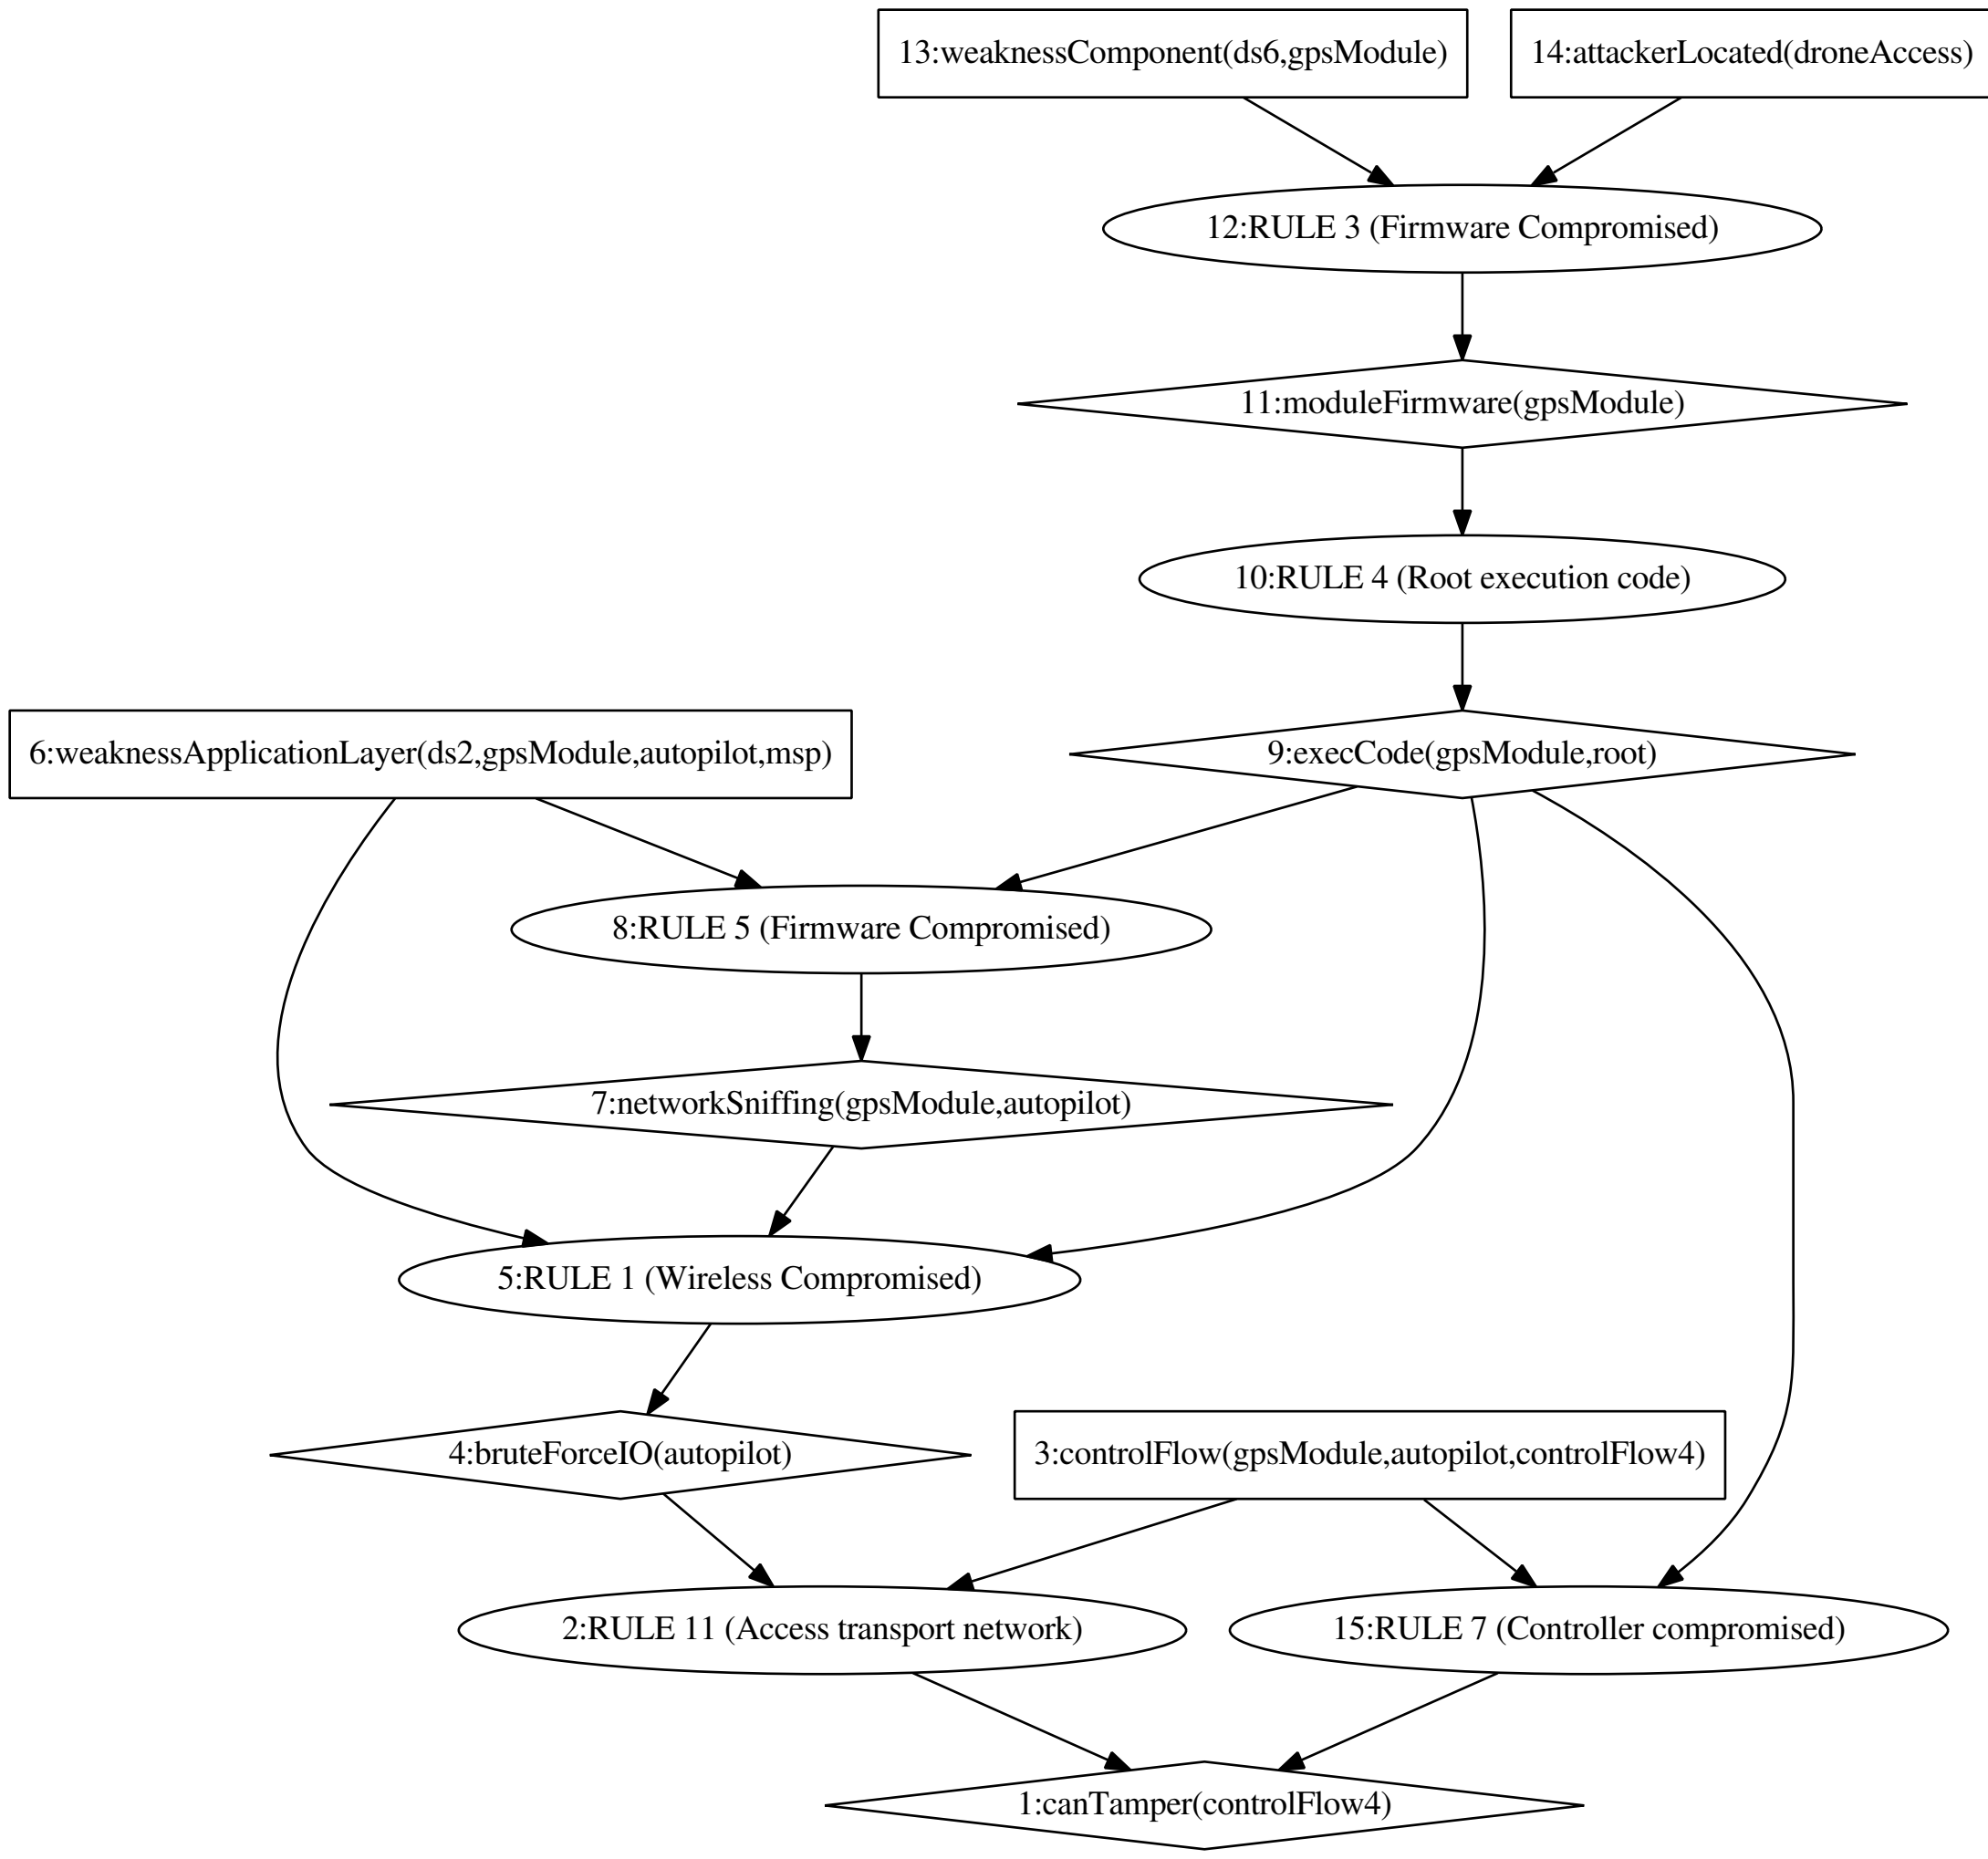 13:weaknessComponent(ds6,gpsModule)
14:attackerLocated(droneAccess)
12:RULE 3 (Firmware Compromised)
11:moduleFirmware(gpsModule)
10:RULE 4 (Root execution code)
6:weaknessApplicationLayer(ds2,gpsModule,autopilot,msp)
9:execCode(gpsModule,root)
8:RULE 5 (Firmware Compromised)
7:networkSniffing(gpsModule,autopilot)
5:RULE 1 (Wireless Compromised)
4:bruteForceIO(autopilot)
3:controlFlow(gpsModule,autopilot,controlFlow4)
2:RULE 11 (Access transport network)
15:RULE 7 (Controller compromised)
1:canTamper(controlFlow4)